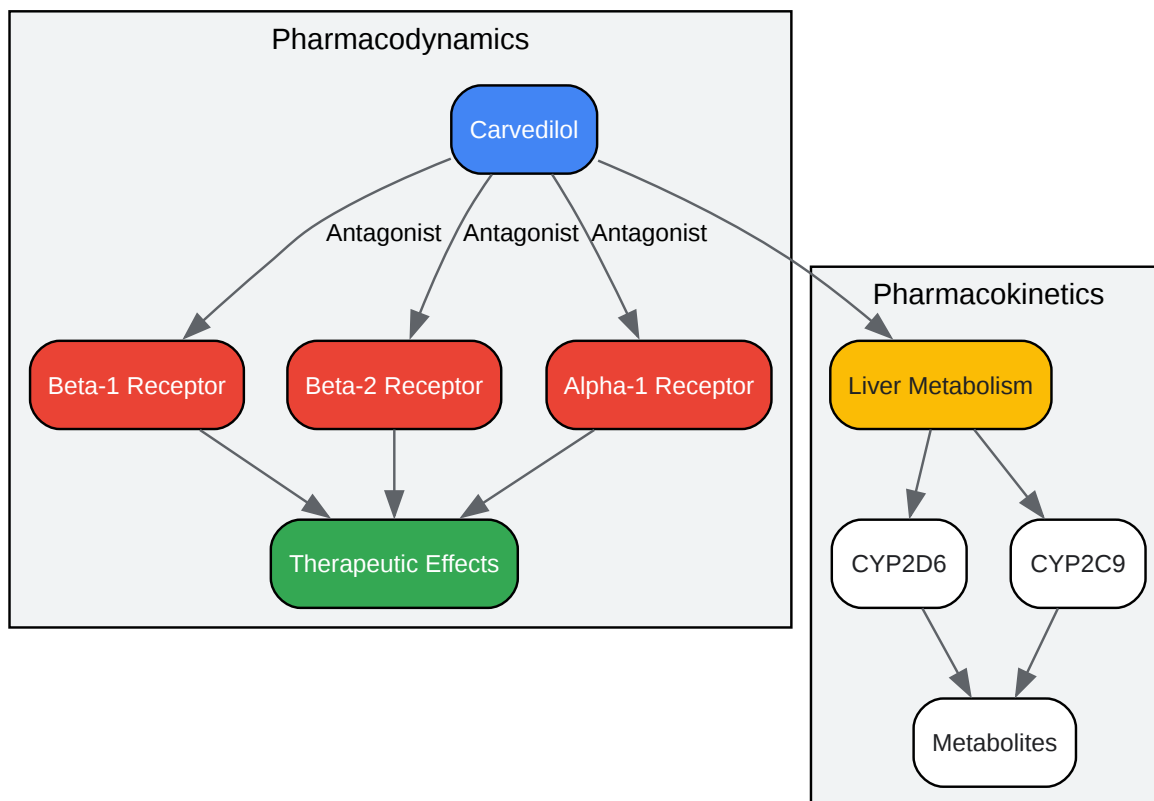 Pharmacodynamics
Carvedilol
Antagonist
Antagonist
Antagonist
Pharmacokinetics
Beta-1 Receptor
Beta-2 Receptor
Alpha-1 Receptor
Liver Metabolism
Therapeutic Effects
CYP2D6
CYP2C9
Metabolites